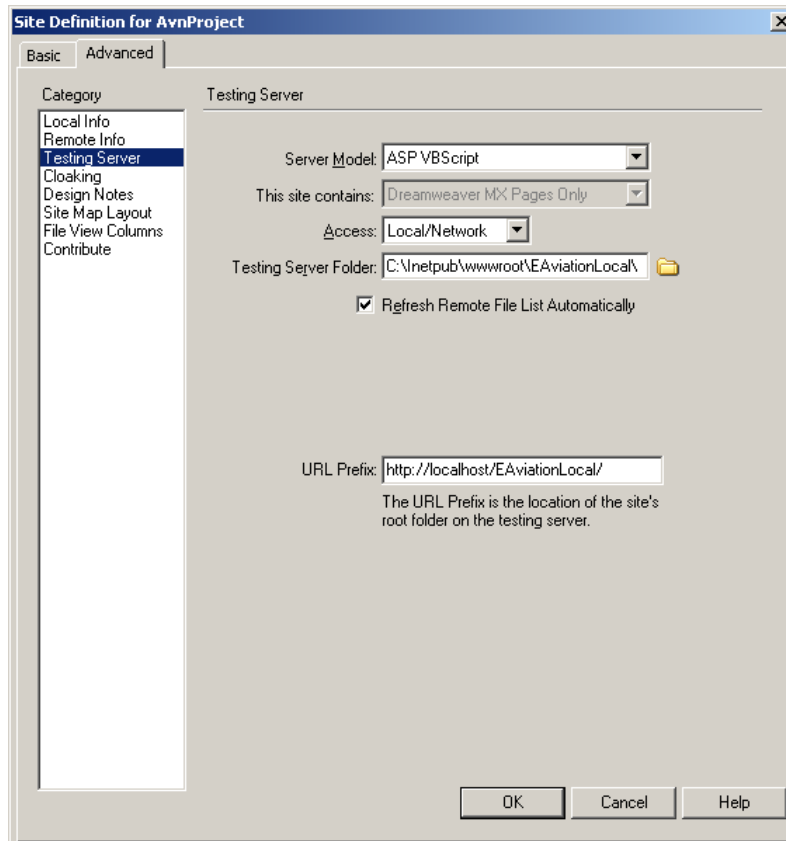 Site Definition for AvnProject
Basic
Advanced
Category
Local Info
Remote Info
Testing Server
Cloaking
Design Notes
Site Map Layout
File View Columns
Contribute
Testing Server
Server Model: ASP VBScript
This site contains: Dreamweaver MX Pages Only
Access: Local/Network
Testing Server Folder: C:\Inetpub\wwwroot\EAviationLocal\
Refresh Remote File List Automatically
URL Prefix: http://localhost/EAviationLocal/
The URL Prefix is the location of the site's
root folder on the testing server.
OK Cancel Help